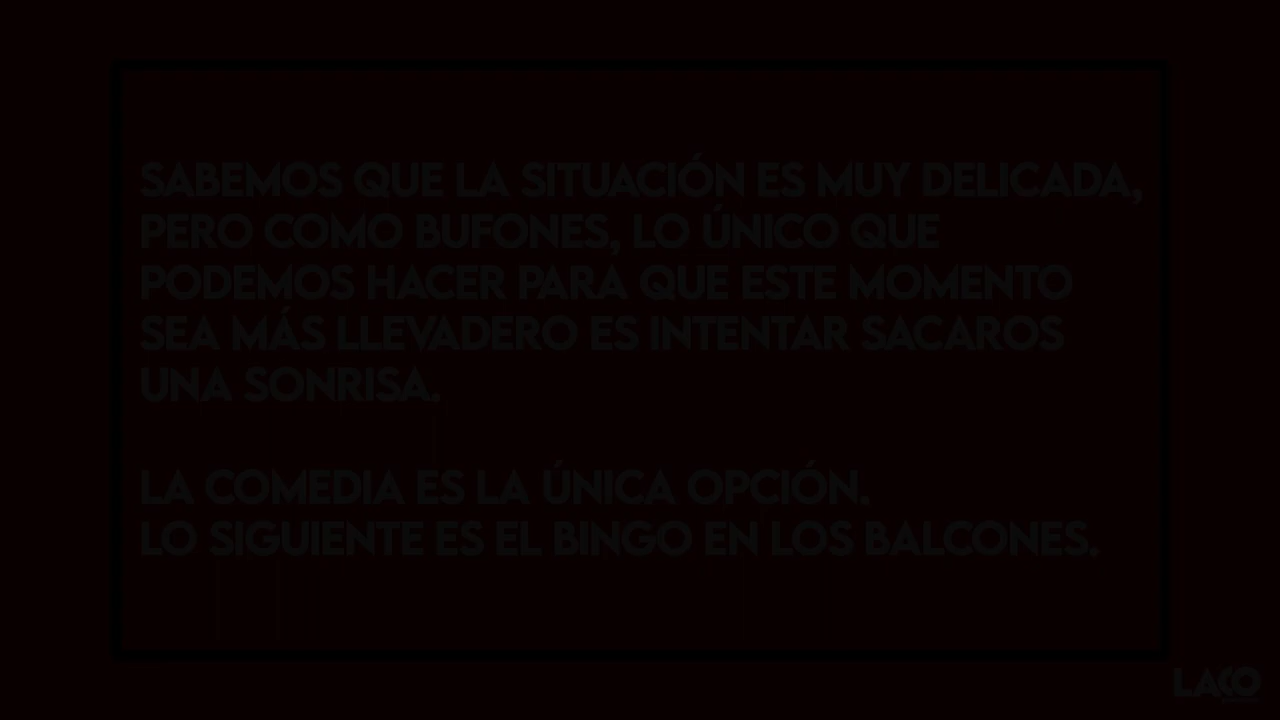 SABEMOS QUE LA SITUACIÓN ES MUY DELICADA,
PERO COMO BUFONES, LO ÚNICO QUE
PODEMOS HACER PARA QUE ESTE MOMENTO
SEA MÁS LLEVADERO ES INTENTAR SACAROS
UNA SONRISA.
LA COMEDIA ES LA ÚNICA OPCIÓN.
LO SIGUIENTE ES EL BINGO EN LOS BALCONES.
LACO